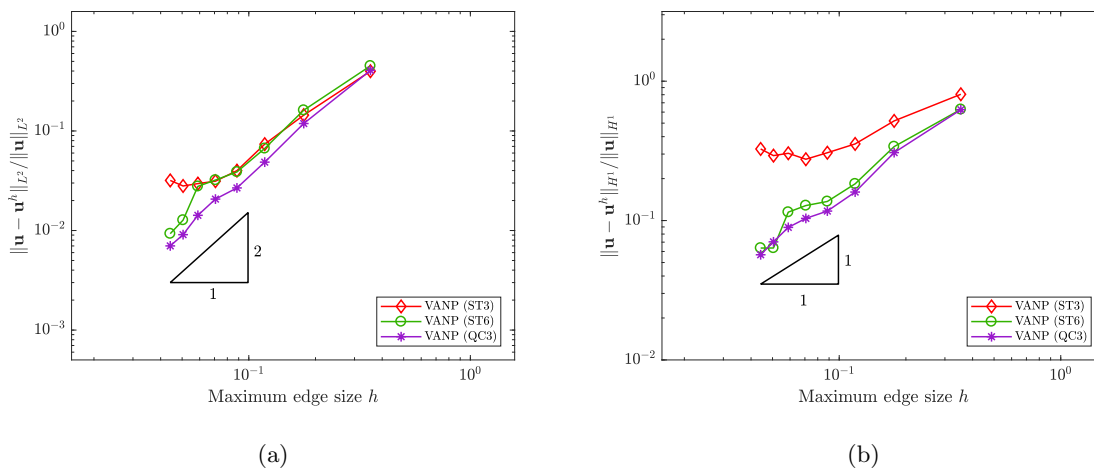 10^0
10^{-1}
10^{-2}
10^{-3}
‖u − u^h‖_{L^2}/‖u‖_{L^2}
2
1
VANP (ST3)
VANP (ST6)
VANP (QC3)
10^{-1}
10^0
Maximum edge size h
(a)
10^0
10^{-1}
10^{-2}
‖u − u^h‖_{H^1}/‖u‖_{H^1}
1
1
VANP (ST3)
VANP (ST6)
VANP (QC3)
10^{-1}
10^0
Maximum edge size h
(b)